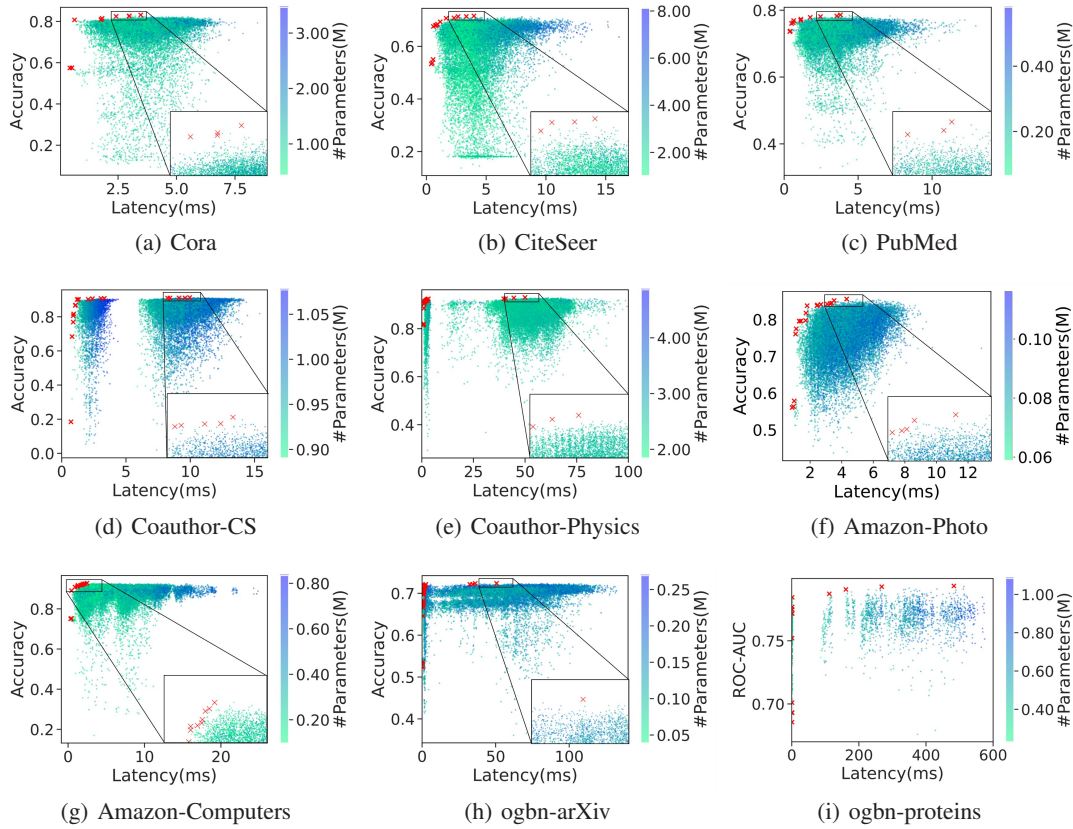 Accuracy
0.8
0.6
0.4
0.2
2.5 5.0 7.5
Latency(ms)
#Parameters(M)
3.00
2.00
1.00
(a) Cora
Accuracy
0.8
0.6
0.4
0.2
0 5 10 15
Latency(ms)
#Parameters(M)
8.00
6.00
4.00
2.00
(b) CiteSeer
Accuracy
0.8
0.6
0.4
0 5 10
Latency(ms)
#Parameters(M)
0.40
0.20
(c) PubMed
Accuracy
0.8
0.6
0.4
0.2
0.0
0 5 10 15
Latency(ms)
#Parameters(M)
1.05
1.00
0.95
0.90
(d) Coauthor-CS
Accuracy
0.8
0.6
0.4
0 25 50 75 100
Latency(ms)
#Parameters(M)
4.00
3.00
2.00
(e) Coauthor-Physics
Accuracy
0.8
0.7
0.6
0.5
2 4 6 8 10 12
Latency(ms)
#Parameters(M)
0.10
0.08
0.06
(f) Amazon-Photo
Accuracy
0.8
0.6
0.4
0.2
0 10 20
Latency(ms)
#Parameters(M)
0.80
0.60
0.40
0.20
(g) Amazon-Computers
Accuracy
0.7
0.6
0.5
0.4
0 50 100
Latency(ms)
#Parameters(M)
0.25
0.20
0.15
0.10
0.05
(h) ogbn-arXiv
ROC-AUC
0.75
0.70
0 200 400 600
Latency(ms)
#Parameters(M)
1.00
0.80
0.60
0.40
(i) ogbn-proteins